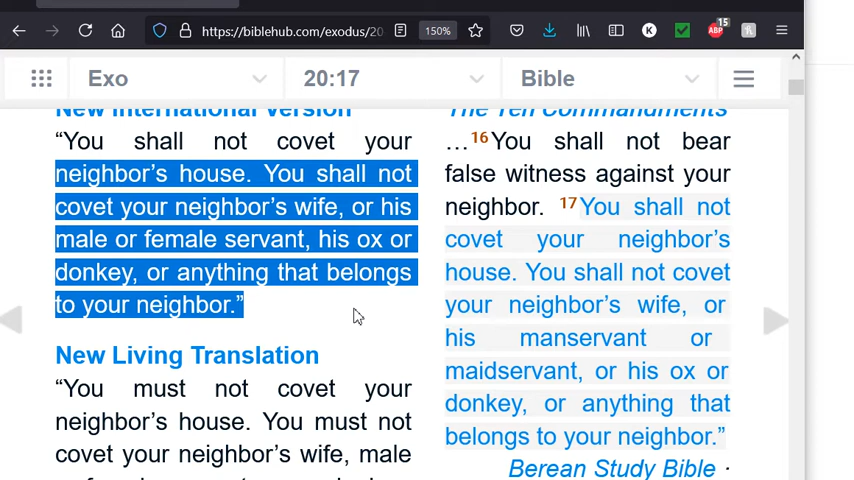 https://biblehub.com/exodus/20
150%
15
Exo
20:17
Bible
New International Version
“You shall not covet your
neighbor’s house. You shall not
covet your neighbor’s wife, or his
male or female servant, his ox or
donkey, or anything that belongs
to your neighbor.”
New Living Translation
“You must not covet your
neighbor’s house. You must not
covet your neighbor’s wife, male
The Ten Commandments
…16You shall not bear
false witness against your
neighbor. 17You shall not
covet your neighbor’s
house. You shall not covet
your neighbor’s wife, or
his manservant or
maidservant, or his ox or
donkey, or anything that
belongs to your neighbor.”
Berean Study Bible ·